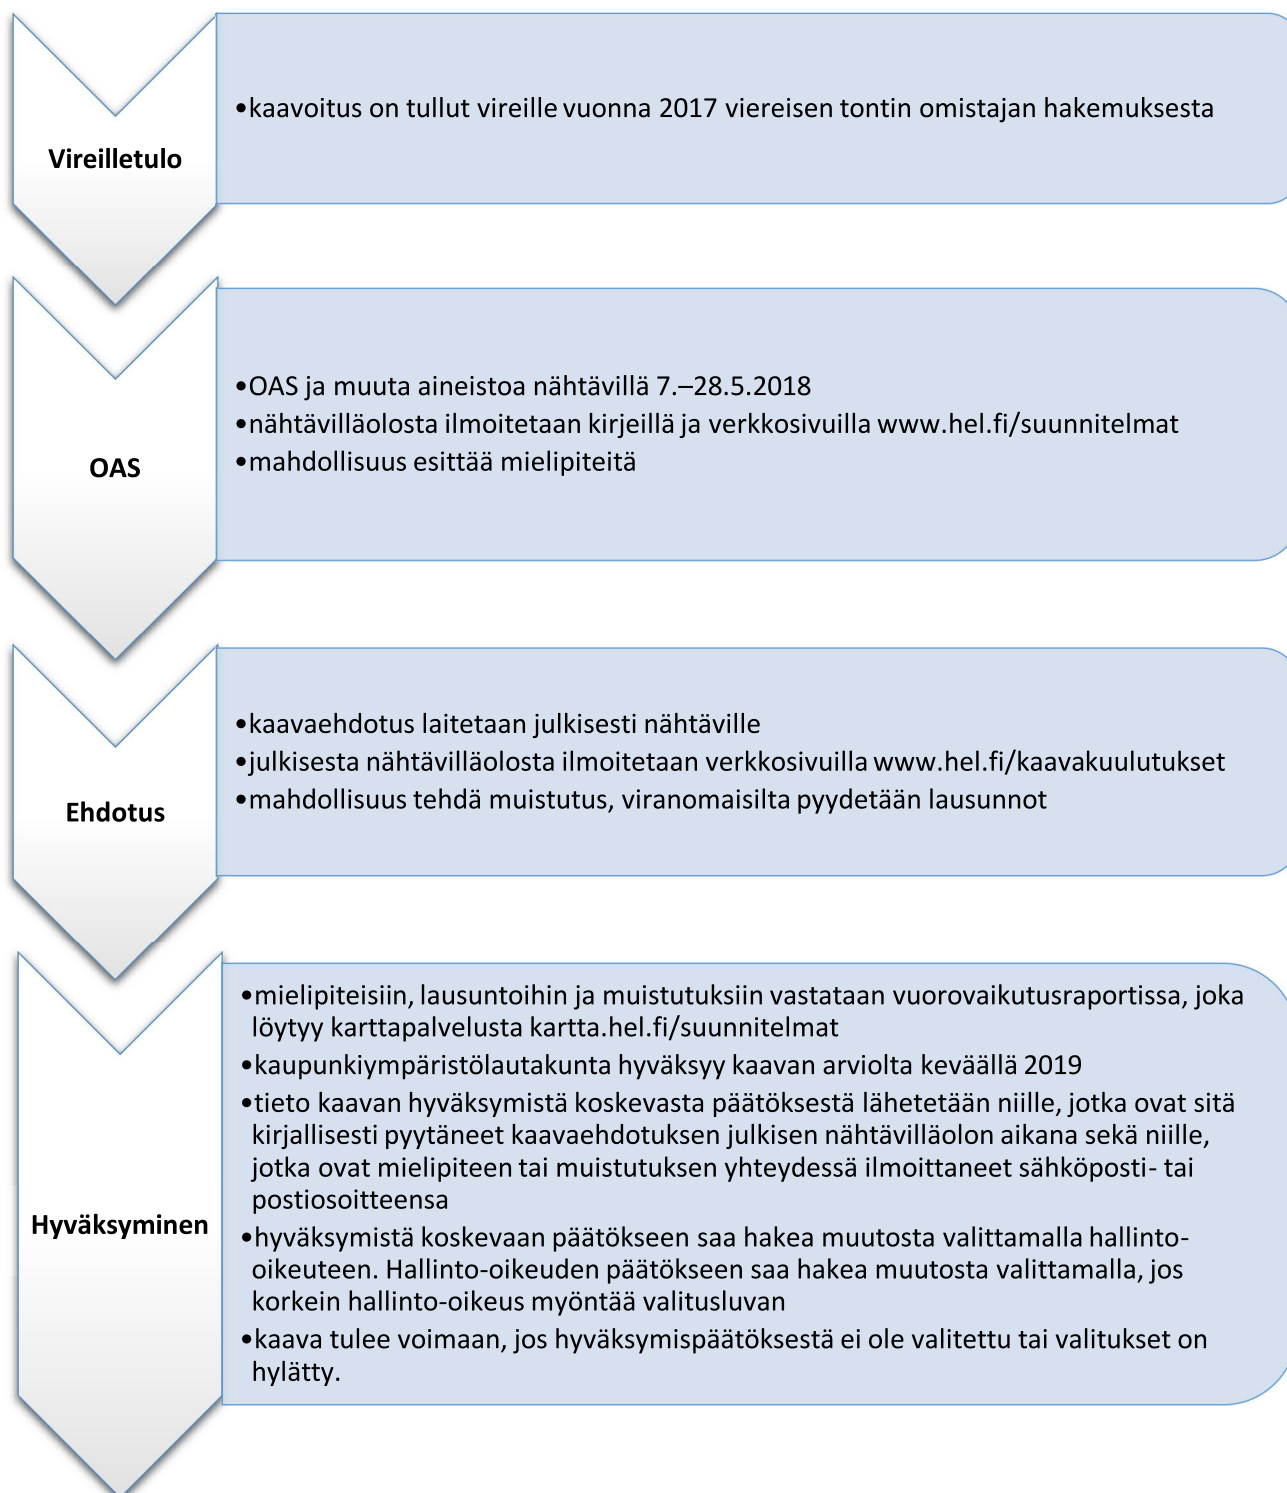 Vireilletulo
•kaavoitus on tullut vireille vuonna 2017 viereisen tontin omistajan hakemuksesta
OAS
•OAS ja muuta aineistoa nähtävillä 7.–28.5.2018
•nähtävilläolosta ilmoitetaan kirjeillä ja verkkosivuilla www.hel.fi/suunnitelmat
•mahdollisuus esittää mielipiteitä
Ehdotus
•kaavaehdotus laitetaan julkisesti nähtäville
•julkisesta nähtävilläolosta ilmoitetaan verkkosivuilla www.hel.fi/kaavakuulutukset
•mahdollisuus tehdä muistutus, viranomaisilta pyydetään lausunnot
Hyväksyminen
•mielipiteisiin, lausuntoihin ja muistutuksiin vastataan vuorovaikutusraportissa, joka
löytyy karttapalvelusta kartta.hel.fi/suunnitelmat
•kaupunkiympäristölautakunta hyväksyy kaavan arviolta keväällä 2019
•tieto kaavan hyväksymistä koskevasta päätöksestä lähetetään niille, jotka ovat sitä
kirjallisesti pyytäneet kaavaehdotuksen julkisen nähtävilläolon aikana sekä niille,
jotka ovat mielipiteen tai muistutuksen yhteydessä ilmoittaneet sähköposti- tai
postiosoitteensa
•hyväksymistä koskevaan päätökseen saa hakea muutosta valittamalla hallinto-
oikeuteen. Hallinto-oikeuden päätökseen saa hakea muutosta valittamalla, jos
korkein hallinto-oikeus myöntää valitusluvan
•kaava tulee voimaan, jos hyväksymispäätöksestä ei ole valitettu tai valitukset on
hylätty.